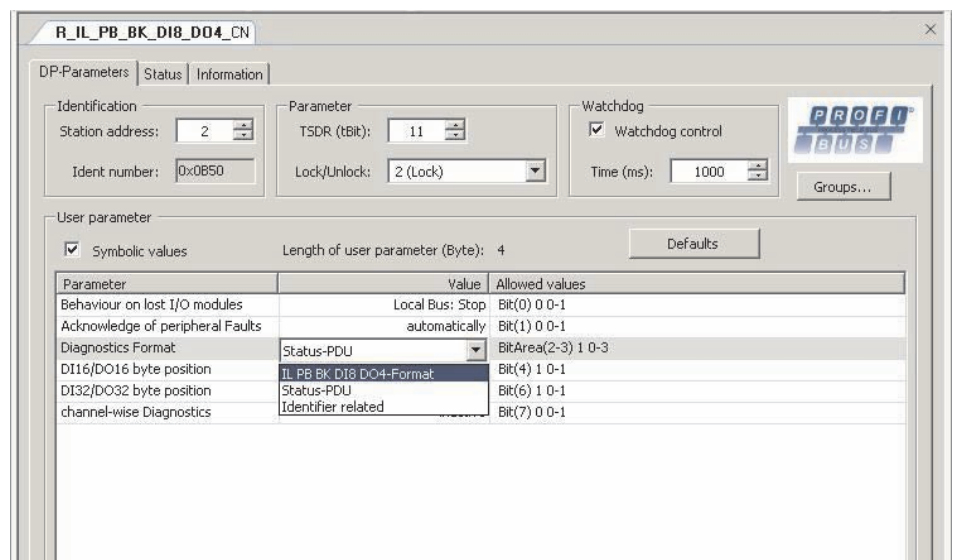 R_IL_PB_BK_DI8_DO4_CN
DP-Parameters Status Information
Identification
Station address: 2
Ident number: 0x0B50
Parameter
TSDR (tBit): 11
Lock/Unlock: 2 (Lock)
Watchdog
Watchdog control
Time (ms): 1000
PROFI
BUS
Groups...
User parameter
Symbolic values
Length of user parameter (Byte): 4
Defaults
Parameter Value Allowed values
Behaviour on lost I/O modules Local Bus: Stop Bit(0) 0 0-1
Acknowledge of peripheral Faults automatically Bit(1) 0 0-1
Diagnostics Format Status-PDU BitArea(2-3) 1 0-3
DI16/DO16 byte position IL PB BK DI8 DO4-Format Bit(4) 1 0-1
DI32/DO32 byte position Status-PDU Bit(6) 1 0-1
channel-wise Diagnostics Identifier related Bit(7) 0 0-1